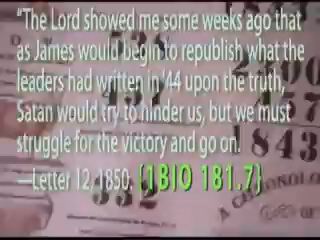 "The Lord showed me some weeks ago that
as James would begin to republish what the
leaders had written in '44 upon the truth,
Satan would try to hinder us, but we must
struggle for the victory and go on.
—Letter 12, 1850. {1BIO 181.7}
1843
A CHRONOLO